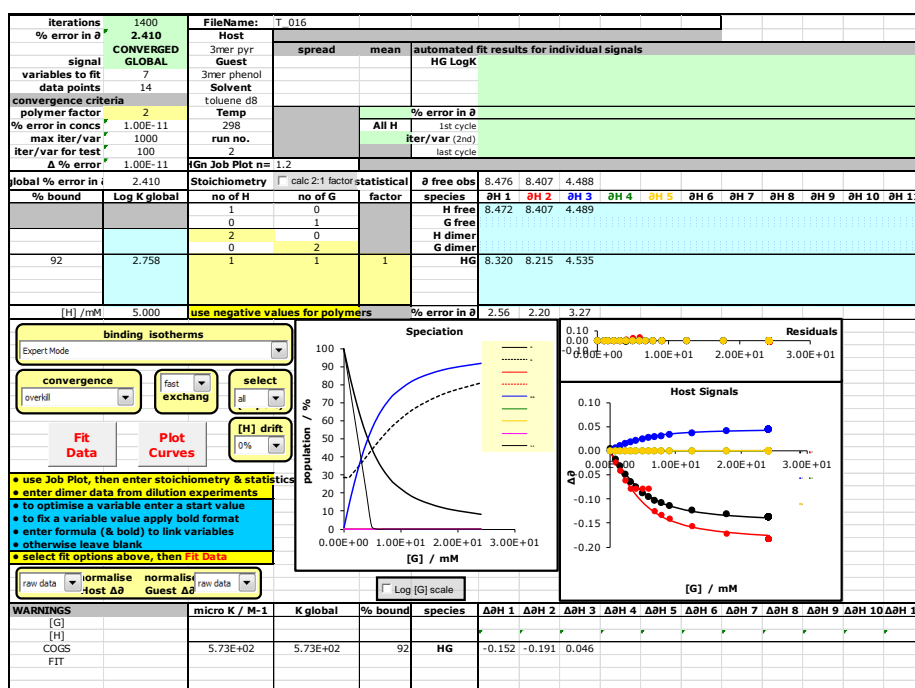 iterations 1400 FileName: T_016
% error in ∂ 2.410 Host
CONVERGED 3mer pyr spread mean automated fit results for individual signals
signal GLOBAL Guest HG LogK
variables to fit 7 3mer phenol
data points 14 Solvent
convergence criteria toluene d8
polymer factor 2 Temp % error in ∂
% error in concs 1.00E-11 298 All H 1st cycle
max iter/var 1000 run no. iter/var (2nd)
iter/var for test 100 2 last cycle
Δ % error 1.00E-11 HGn Job Plot n= 1.2
global % error in 2.410 Stoichiometry calc 2:1 factor statistical ∂ free obs 8.476 8.407 4.488
% bound Log K global no of H no of G factor species ∂H 1 ∂H 2 ∂H 3 ∂H 4 ∂H 5 ∂H 6 ∂H 7 ∂H 8 ∂H 9 ∂H 10 ∂H 11
1 0 H free 8.472 8.407 4.489
0 1 G free
2 0 H dimer
0 2 G dimer
92 2.758 1 1 1 HG 8.320 8.215 4.535
[H] /mM 5.000 use negative values for polymers % error in ∂ 2.56 2.20 3.27
binding isotherms
Expert Mode
convergence
overkill
fast
exchang
select
all
[H] drift
0%
Fit Data
Plot Curves
• use Job Plot, then enter stoichiometry & statistics
• enter dimer data from dilution experiments
• to optimise a variable enter a start value
• to fix a variable value apply bold format
• enter formula (& bold) to link variables
• otherwise leave blank
• select fit options above, then Fit Data
raw data normalise Host Δ∂ normalise Guest Δ∂ raw data
Speciation
population / %
100
90
80
70
60
50
40
30
20
10
0
0.00E+00 1.00E+01 2.00E+01 3.00E+01
[G] / mM
Log [G] scale
Residuals
0.10
0.00
-0.10
0.00E+00 1.00E+01 2.00E+01 3.00E+01
Host Signals
Δ∂
0.10
0.05
0.00
0.00E+00 1.00E+01 2.00E+01 3.00E+01
-0.05
-0.10
-0.15
-0.20
[G] / mM
WARNINGS micro K / M-1 K global % bound species Δ∂H 1 Δ∂H 2 Δ∂H 3 Δ∂H 4 Δ∂H 5 Δ∂H 6 Δ∂H 7 Δ∂H 8 Δ∂H 9 Δ∂H 10 Δ∂H 1
[G]
[H]
COGS 5.73E+02 5.73E+02 92 HG -0.152 -0.191 0.046
FIT